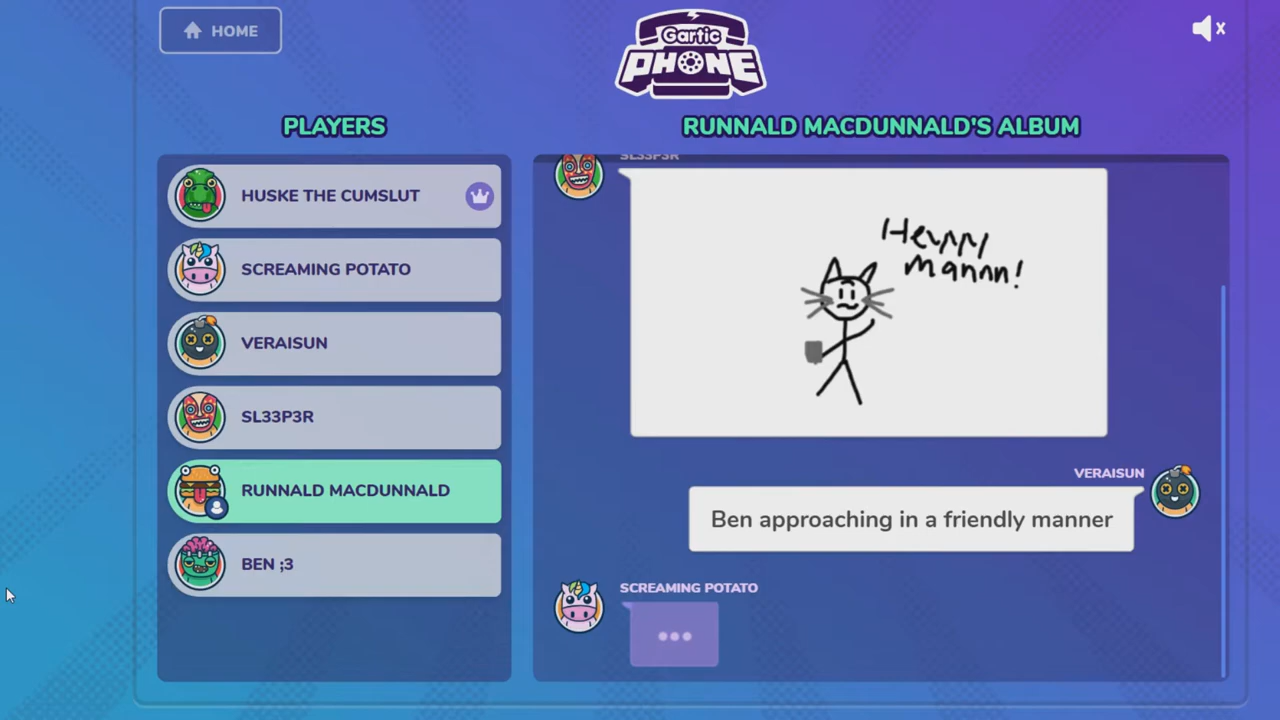 HOME
Gartic
PHONE
PLAYERS
RUNNALD MACDUNNALD'S ALBUM
HUSKE THE CUMSLUT
SCREAMING POTATO
VERAISUN
SL33P3R
RUNNALD MACDUNNALD
BEN ;3
SL33P3R
Heyyy
mannn!
VERAISUN
Ben approaching in a friendly manner
SCREAMING POTATO